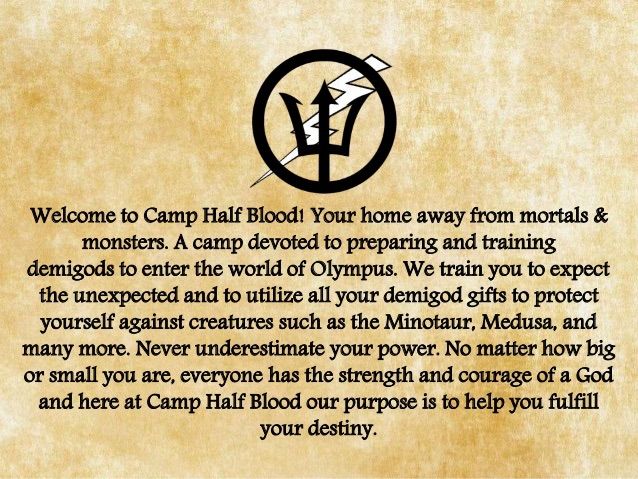 Welcome to Camp Half Blood! Your home away from mortals &
monsters. A camp devoted to preparing and training
demigods to enter the world of Olympus. We train you to expect
the unexpected and to utilize all your demigod gifts to protect
yourself against creatures such as the Minotaur, Medusa, and
many more. Never underestimate your power. No matter how big
or small you are, everyone has the strength and courage of a God
and here at Camp Half Blood our purpose is to help you fulfill
your destiny.